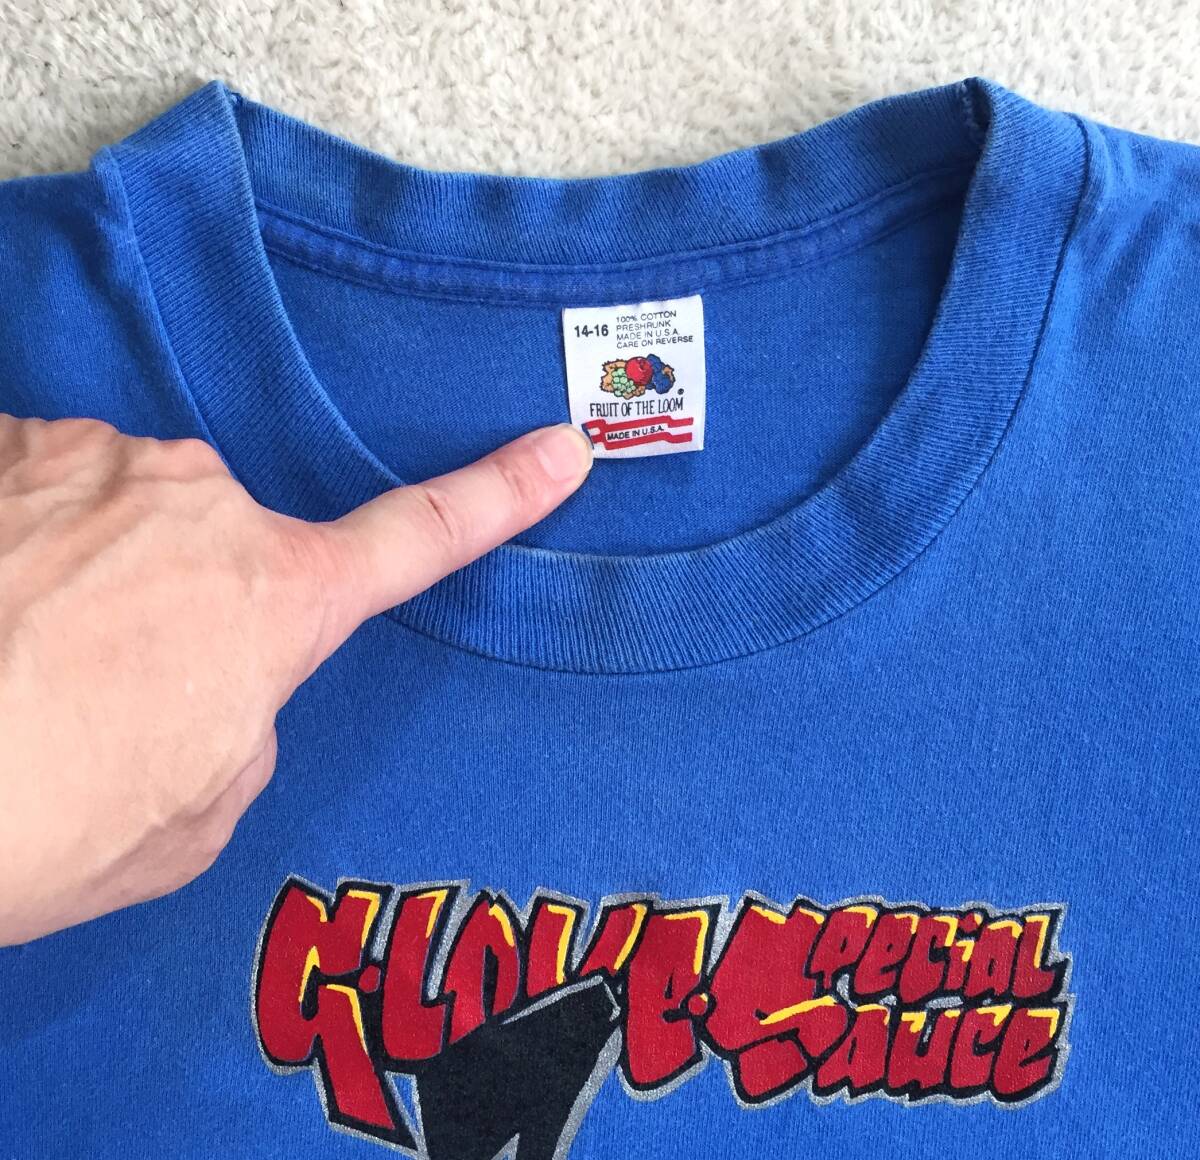 14-16
100% COTTON
PRESHRUNK
MADE IN U.S.A.
CARE ON REVERSE
®
FRUIT OF THE LOOM
MADE IN U.S.A.
G.LOVE.Special
Sauce